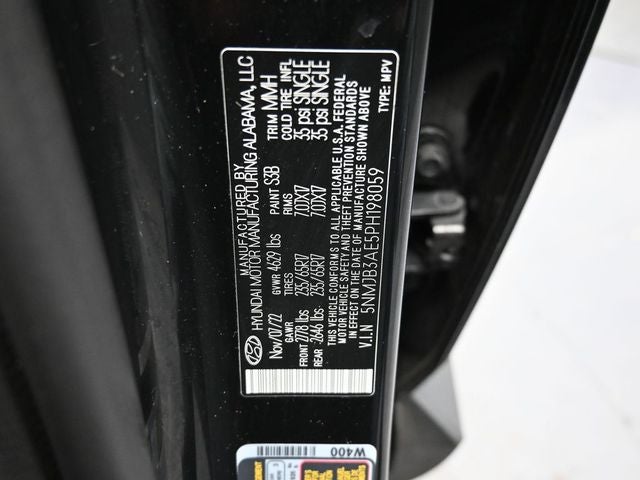 MANUFACTURED BY
HYUNDAI MOTOR MANUFACTURING ALABAMA, LLC
Nov/07/22 GVWR 4629 lbs PAINT S3B TRIM MMH
GAWR TIRES RIMS COLD TIRE INFL
FRONT 2778 lbs 235/65R17 7.0JX17 35 psi SINGLE
REAR 2646 lbs 235/65R17 7.0JX17 35 psi SINGLE
THIS VEHICLE CONFORMS TO ALL APPLICABLE U.S.A. FEDERAL
MOTOR VEHICLE SAFETY AND THEFT PREVENTION STANDARDS
IN EFFECT ON THE DATE OF MANUFACTURE SHOWN ABOVE
V.I.N 5NMJB3AE5PH198059 TYPE: MPV
W400